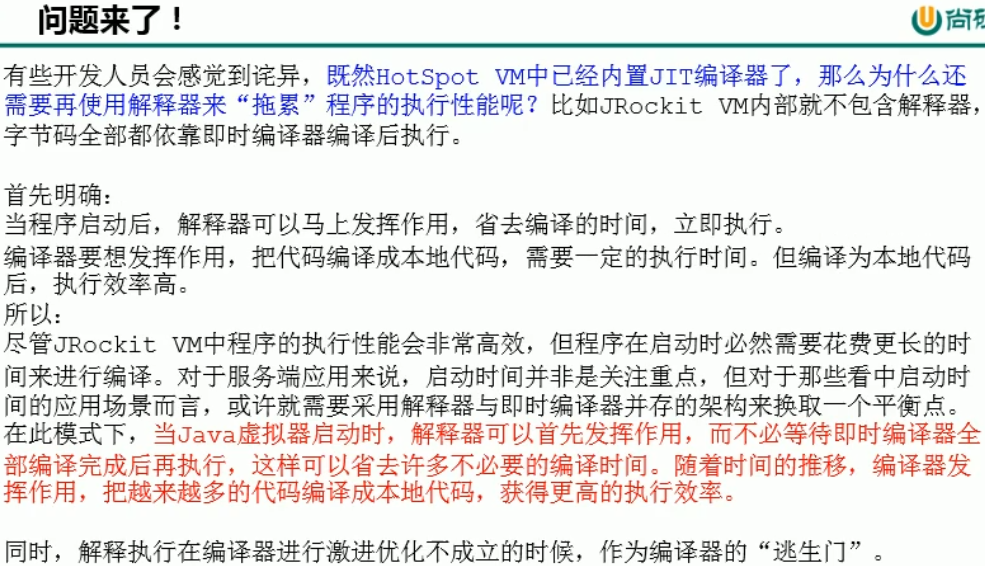 问题来了！
尚
有些开发人员会感觉到诧异，既然HotSpot VM中已经内置JIT编译器了，那么为什么还
需要再使用解释器来“拖累”程序的执行性能呢？比如JRockit VM内部就不包含解释器，
字节码全部都依靠即时编译器编译后执行。
首先明确：
当程序启动后，解释器可以马上发挥作用，省去编译的时间，立即执行。
编译器要想发挥作用，把代码编译成本地代码，需要一定的执行时间。但编译为本地代码
后，执行效率高。
所以：
尽管JRockit VM中程序的执行性能会非常高效，但程序在启动时必然需要花费更长的时
间来进行编译。对于服务端应用来说，启动时间并非是关注重点，但对于那些看中启动时
间的应用场景而言，或许就需要采用解释器与即时编译器并存的架构来换取一个平衡点。
在此模式下，当Java虚拟器启动时，解释器可以首先发挥作用，而不必等待即时编译器全
部编译完成后再执行，这样可以省去许多不必要的编译时间。随着时间的推移，编译器发
挥作用，把越来越多的代码编译成本地代码，获得更高的执行效率。
同时，解释执行在编译器进行激进优化不成立的时候，作为编译器的“逃生门”。